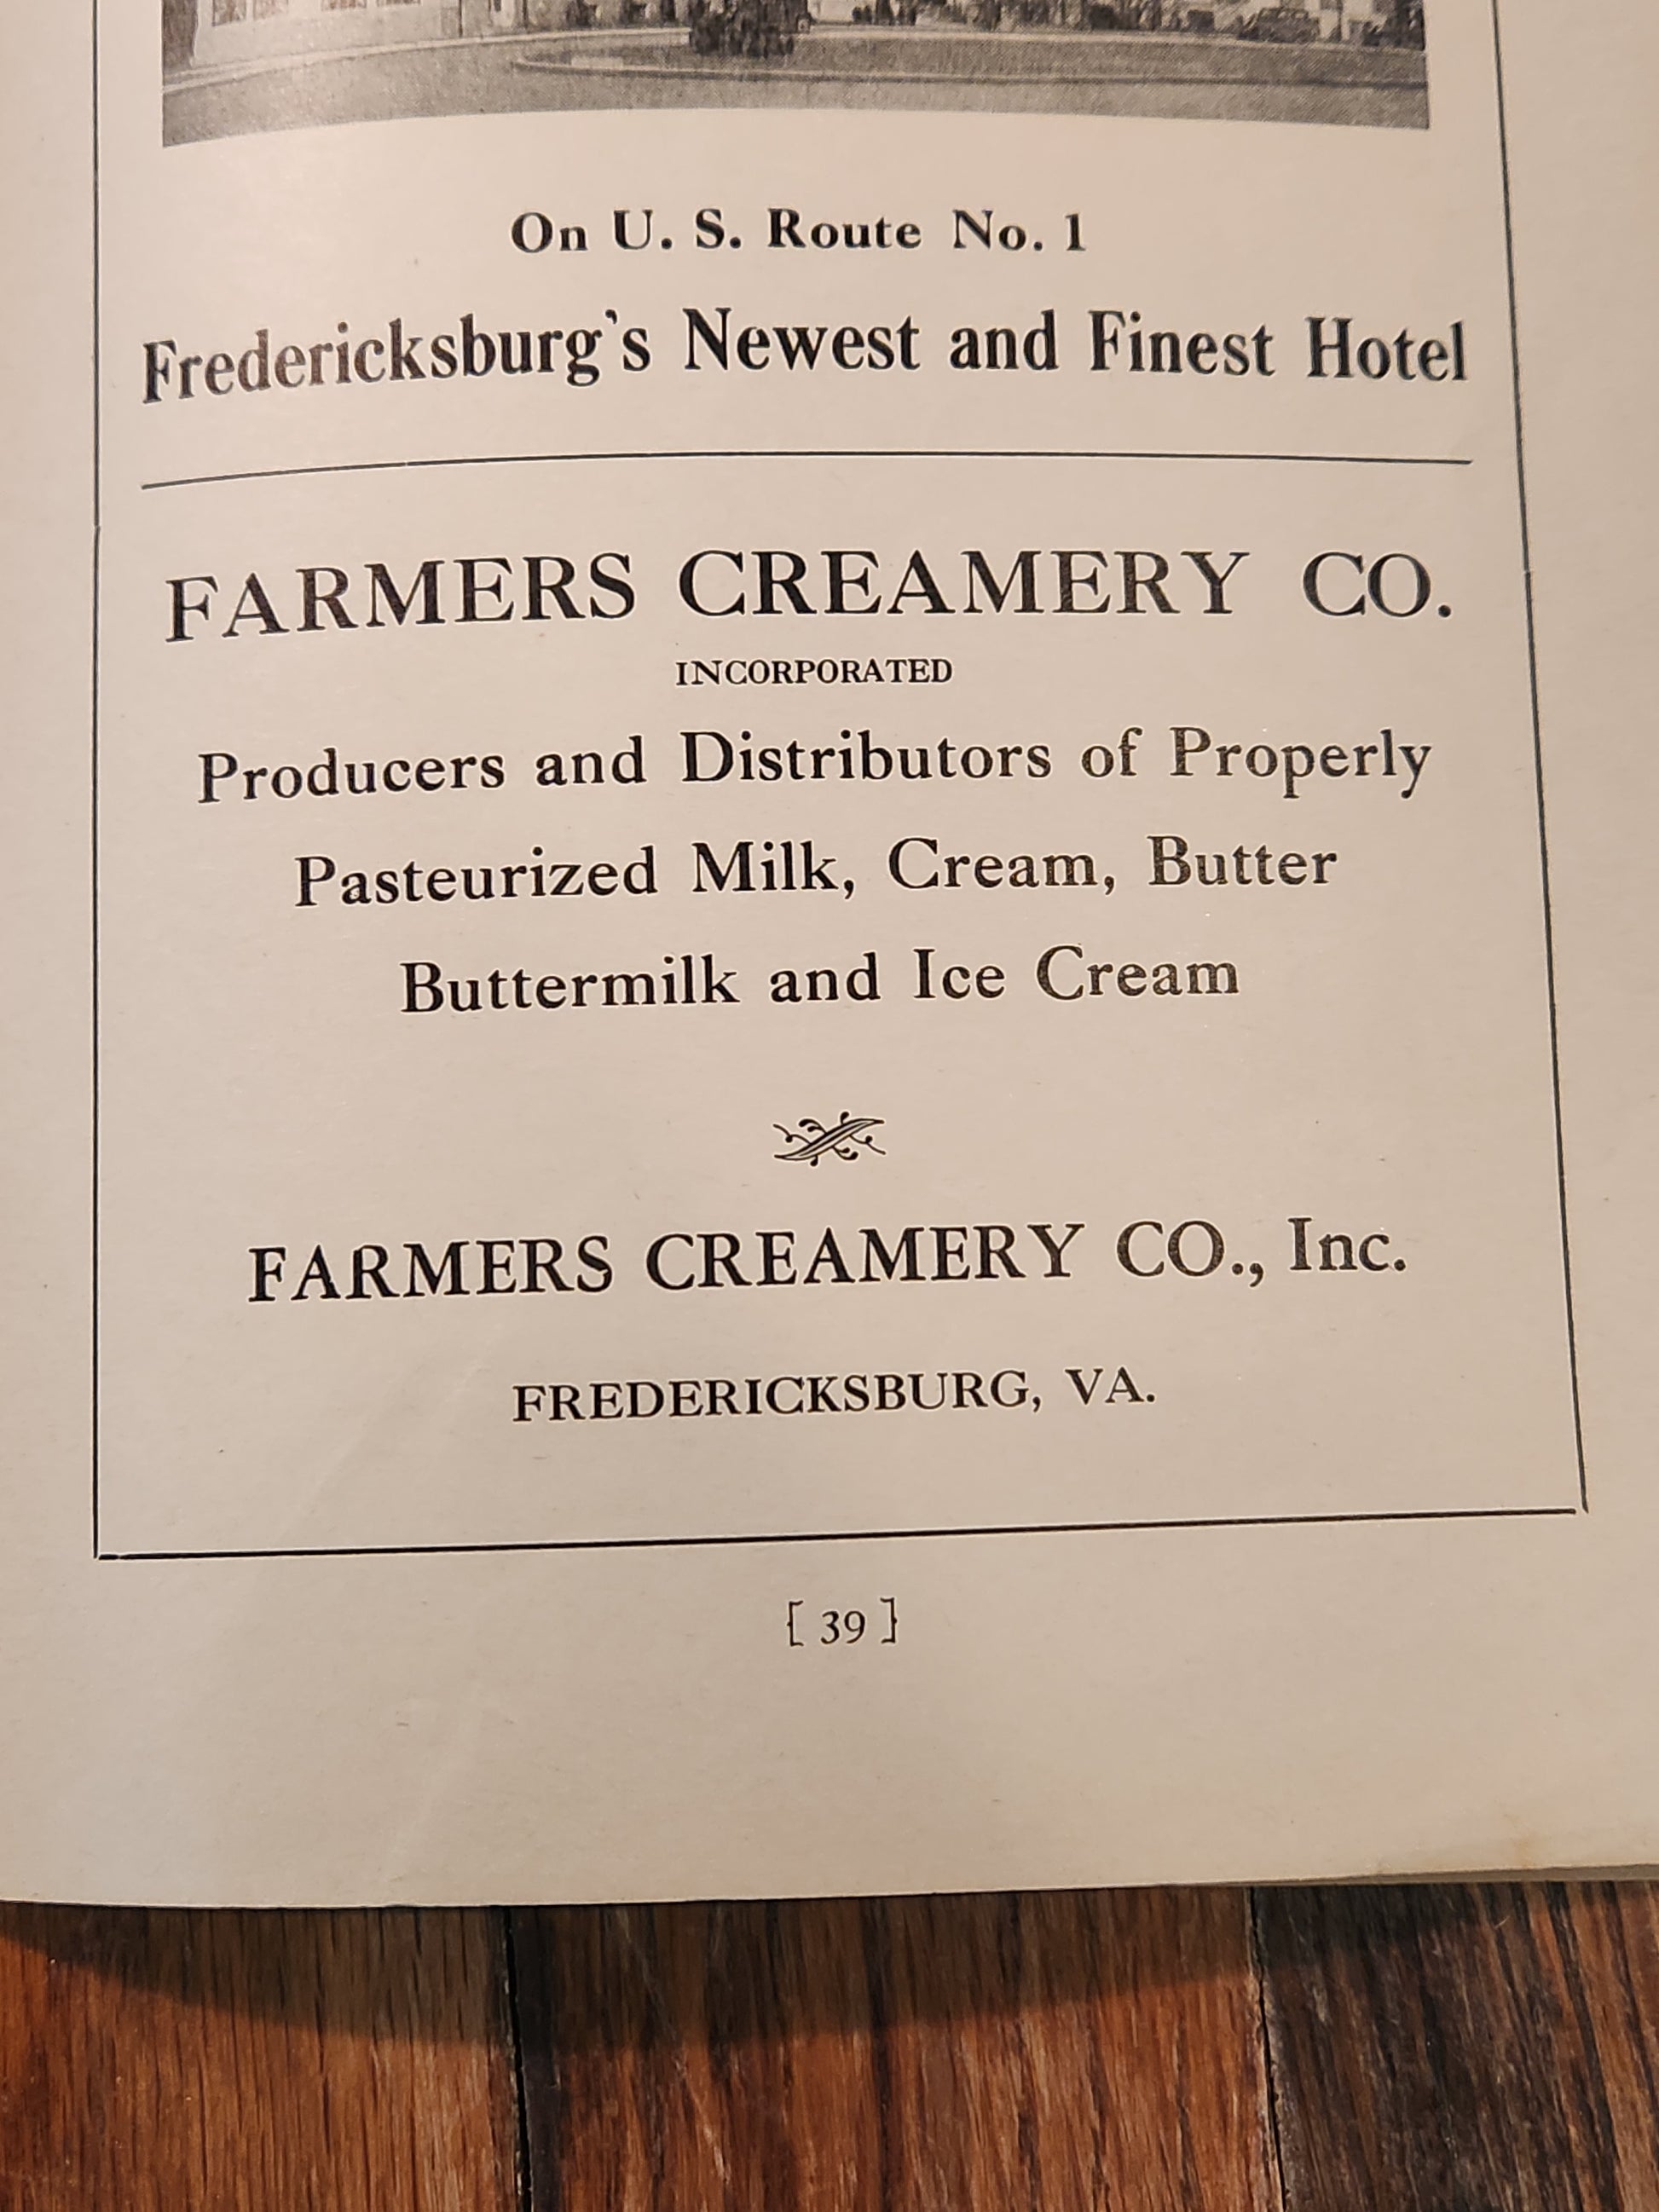 On U. S. Route No. 1
Fredericksburg's Newest and Finest Hotel
FARMERS CREAMERY CO.
INCORPORATED
Producers and Distributors of Properly
Pasteurized Milk, Cream, Butter
Buttermilk and Ice Cream
FARMERS CREAMERY CO., Inc.
FREDERICKSBURG, VA.
[ 39 ]